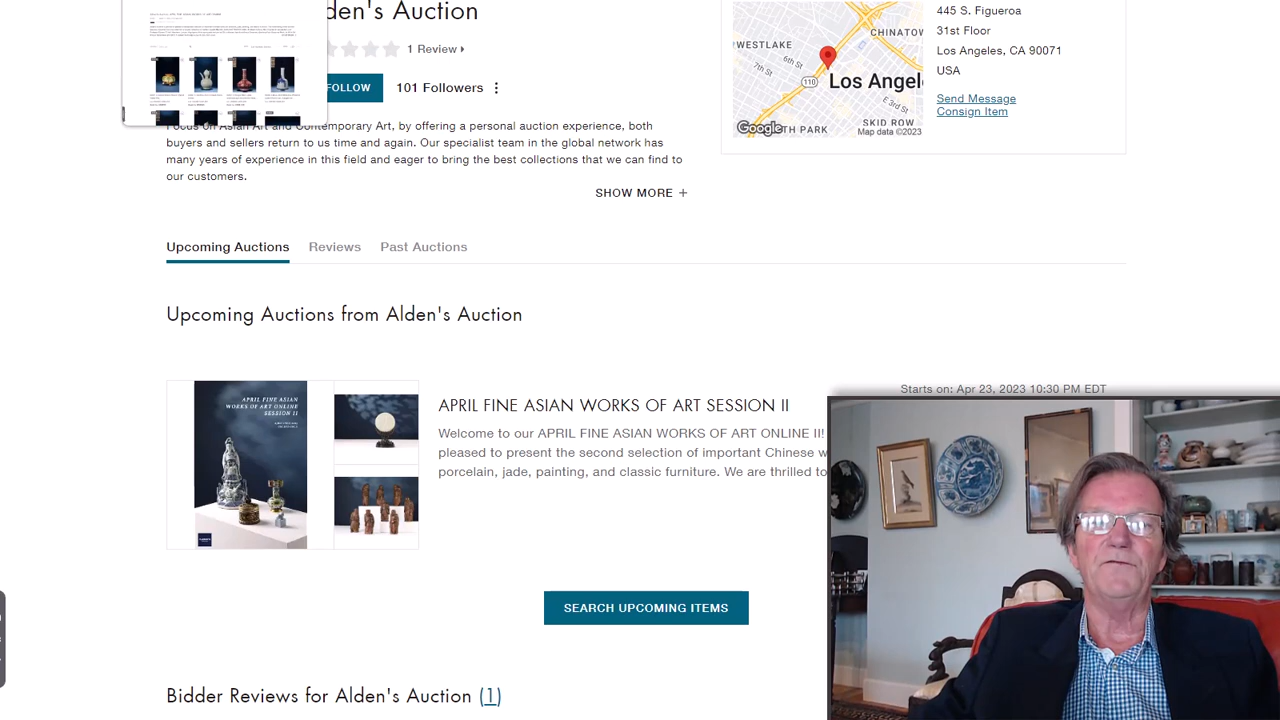 den's Auction
1 Review
FOLLOW
101 Followers
Focus on Asian Art and Contemporary Art, by offering a personal auction experience, both
buyers and sellers return to us time and again. Our specialist team in the global network has
many years of experience in this field and eager to bring the best collections that we can find to
our customers.
SHOW MORE +
445 S. Figueroa
31st Floor
Los Angeles, CA 90071
USA
Send Message
Consign Item
WESTLAKE
CHINATOW
6th St
7th St
110
Los Angel
E 3rd St
SKID ROW
TH PARK
Google
Map data ©2023
Upcoming Auctions
Reviews
Past Auctions
Upcoming Auctions from Alden's Auction
APRIL FINE ASIAN
WORKS OF ART ONLINE
SESSION II
Starts on: Apr 23, 2023 10:30 PM EDT
APRIL FINE ASIAN WORKS OF ART SESSION II
Welcome to our APRIL FINE ASIAN WORKS OF ART ONLINE II!
pleased to present the second selection of important Chinese w
porcelain, jade, painting, and classic furniture. We are thrilled to
SEARCH UPCOMING ITEMS
Bidder Reviews for Alden's Auction (1)